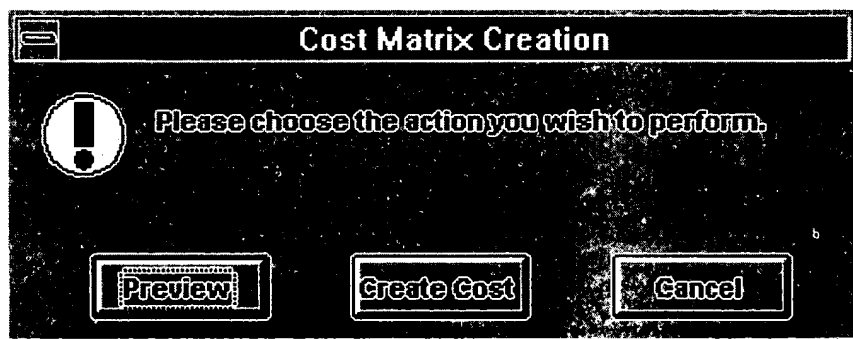 Cost Matrix Creation
Please choose the action you wish to perform.
Preview
Create Cost
Cancel